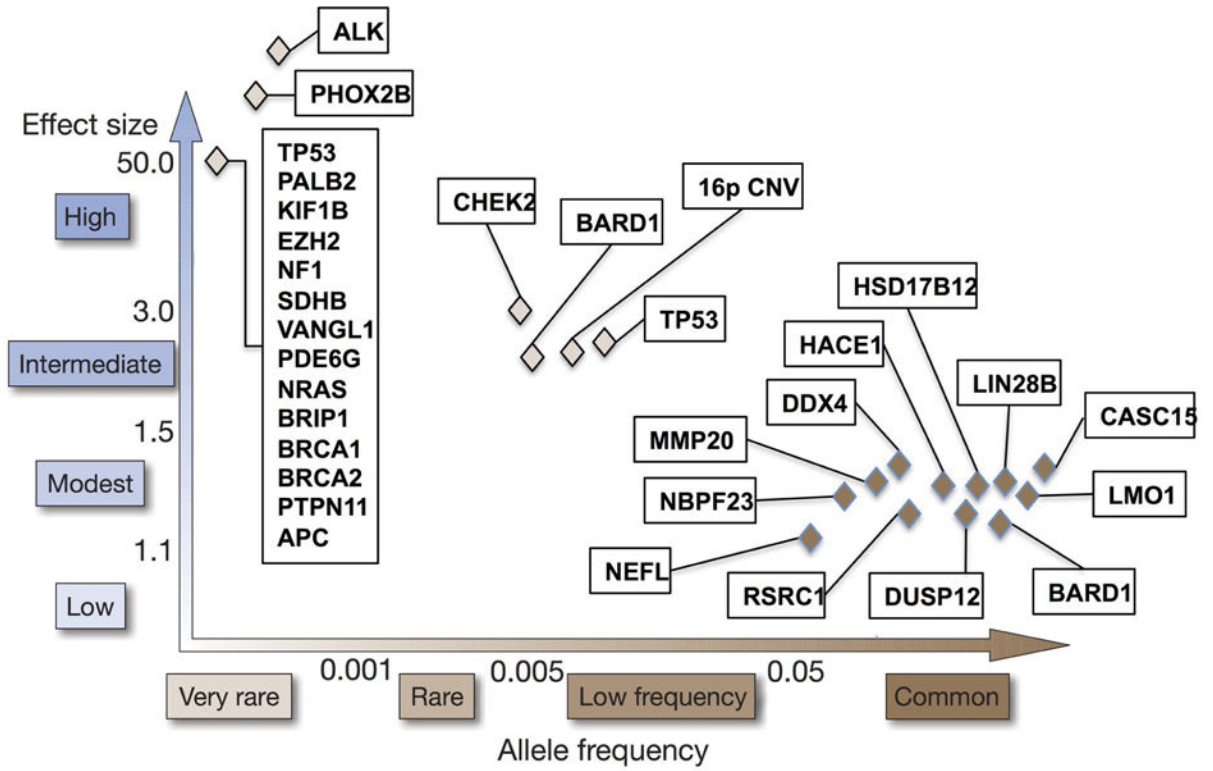 ALK
PHOX2B
Effect size
50.0
High
3.0
Intermediate
1.5
Modest
1.1
Low
TP53
PALB2
KIF1B
EZH2
NF1
SDHB
VANGL1
PDE6G
NRAS
BRIP1
BRCA1
BRCA2
PTPN11
APC
CHEK2
BARD1
16p CNV
TP53
HSD17B12
HACE1
LIN28B
DDX4
CASC15
MMP20
NBPF23
LMO1
NEFL
RSRC1
DUSP12
BARD1
0.001 0.005 0.05
Very rare Rare Low frequency Common
Allele frequency